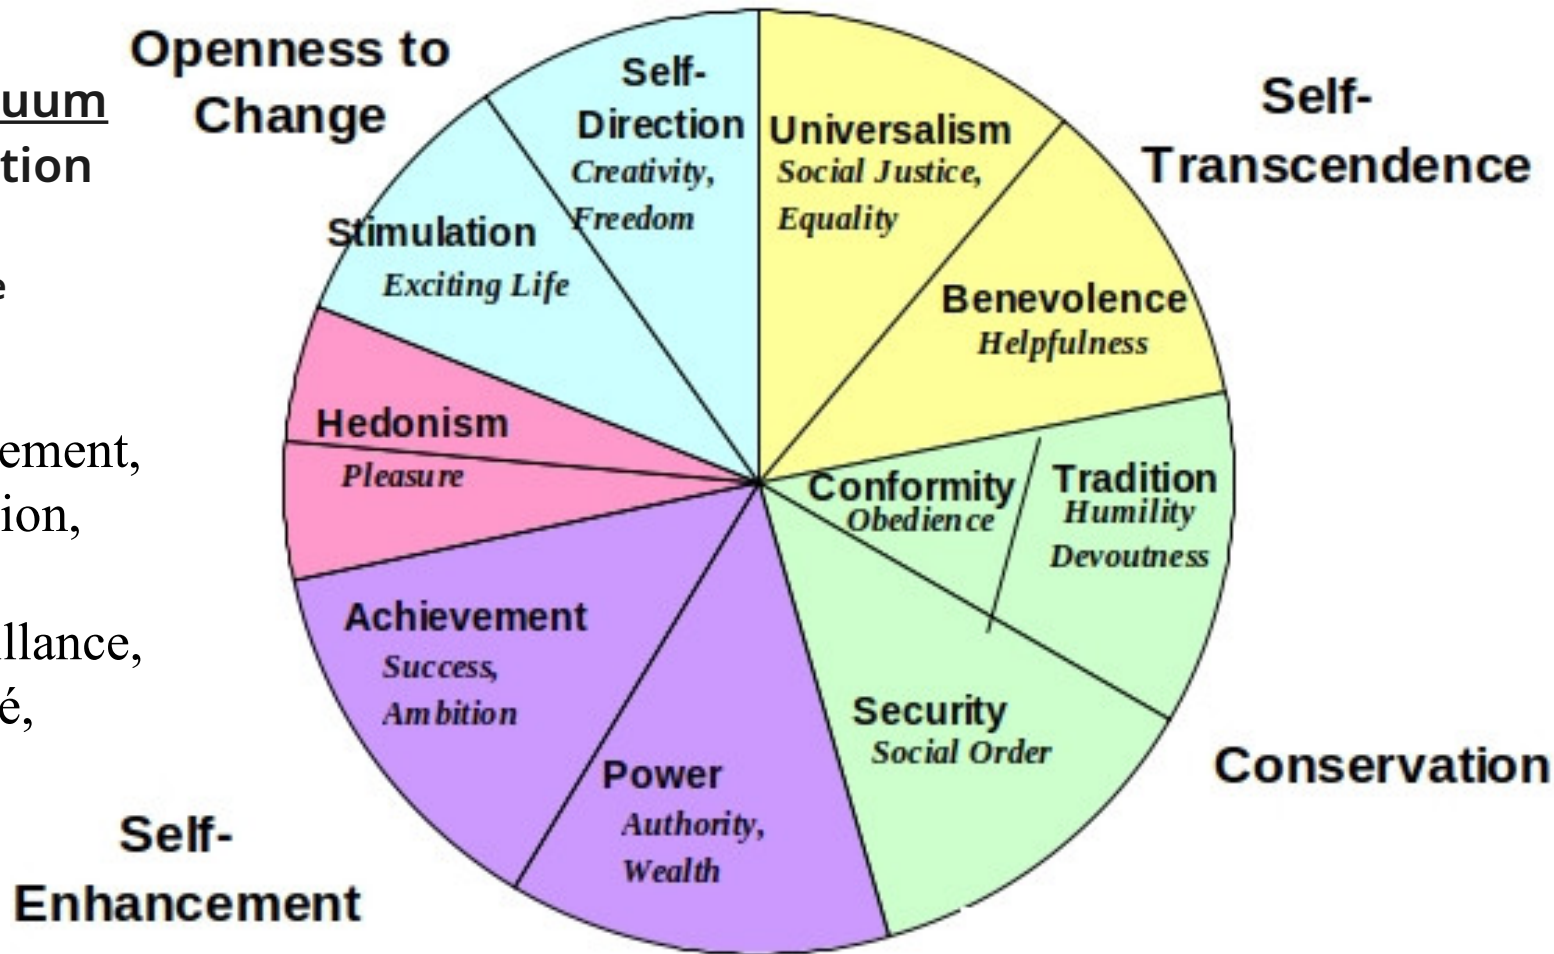 uum
tion
e
ement,
ion,
llance,
é,
Openness to
Change
Self-
Direction
Creativity,
Freedom
Stimulation
Exciting Life
Hedonism
Pleasure
Achievement
Success,
Ambition
Power
Authority,
Wealth
Self-
Enhancement
Universalism
Social Justice,
Equality
Benevolence
Helpfulness
Self-
Transcendence
Conformity
Obedience
Tradition
Humility
Devoutness
Security
Social Order
Conservation